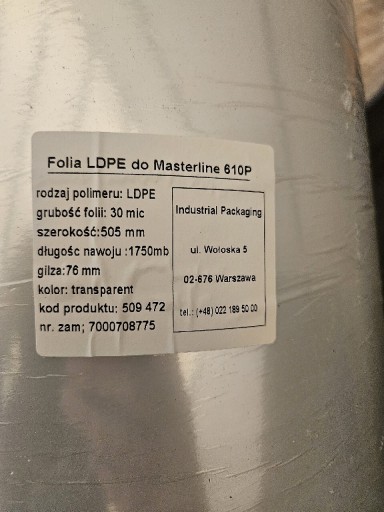 Folia LDPE do Masterline 610P
rodzaj polimeru: LDPE
grubość folii: 30 mic
szerokość:505 mm
długośc nawoju :1750mb
gilza:76 mm
kolor: transparent
kod produktu: 509 472
nr. zam; 7000708775
Industrial Packaging
ul. Wołoska 5
02-676 Warszawa
tel.: (+48) 022 189 50 00